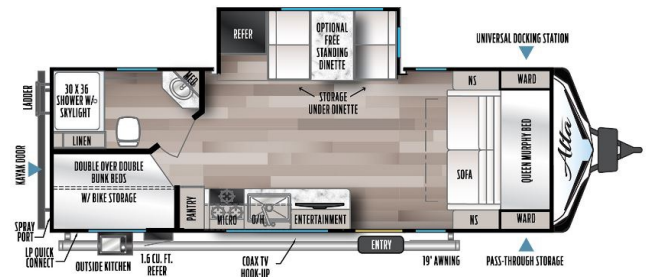 REFER
OPTIONAL
FREE
STANDING
DINETTE
UNIVERSAL DOCKING STATION
LADDER
30 X 36
SHOWER W/
SKYLIGHT
MED
STORAGE
UNDER DINETTE
NS
WARD
LINEN
KAYAK DOOR
DOUBLE OVER DOUBLE
BUNK BEDS
W/ BIKE STORAGE
SOFA
QUEEN MURPHY BED
Alta
PANTRY
MICRO
O/H
ENTERTAINMENT
NS
WARD
SPRAY
PORT
LP QUICK
CONNECT
OUTSIDE KITCHEN
1.6 CU. FT.
REFER
COAX TV
HOOK-UP
ENTRY
19' AWNING
PASS-THROUGH STORAGE